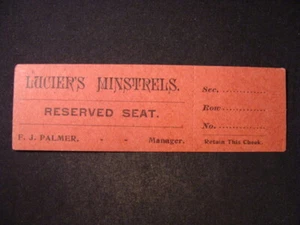 LUCIER'S MINSTRELS.
RESERVED SEAT.
F. J. PALMER, - - Manager.
Sec. ............
Row ............
No. ............
Retain This Check.